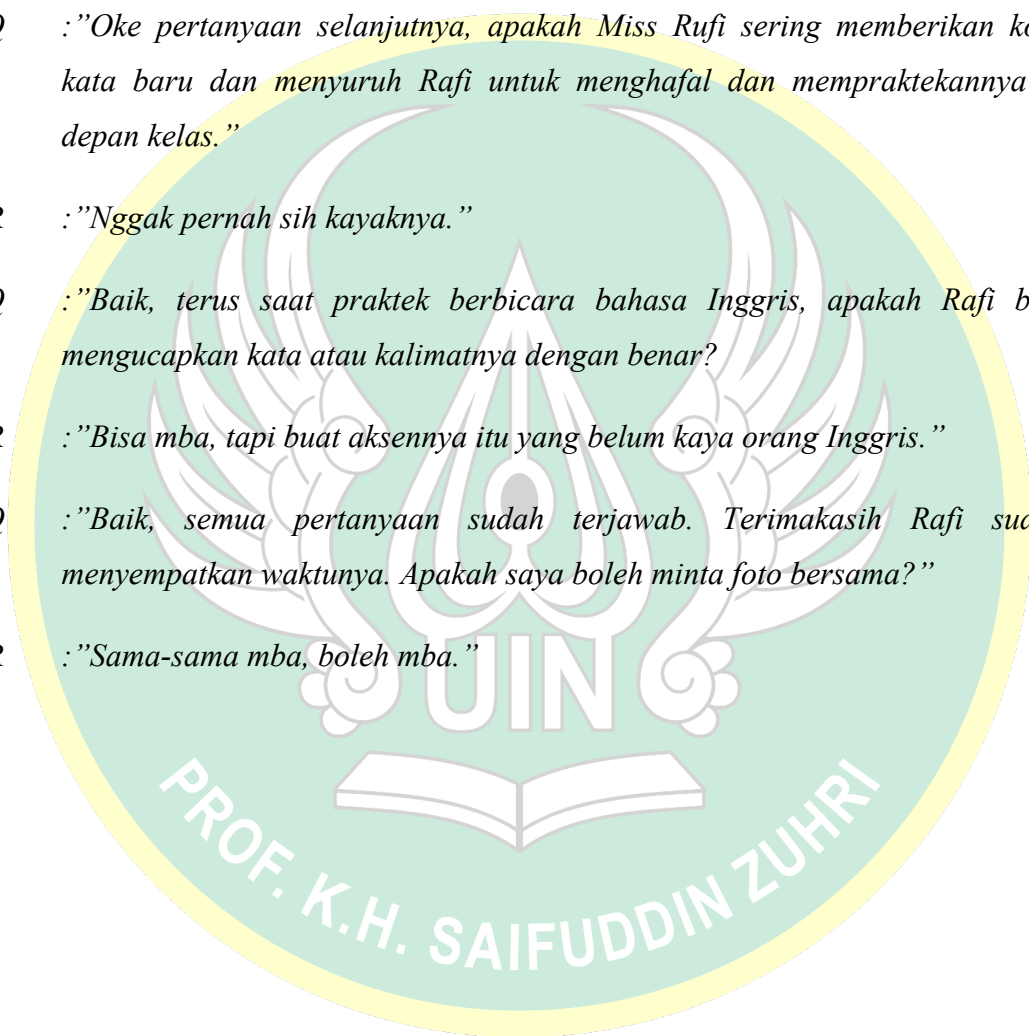 :”Oke pertanyaan selanjutnya, apakah Miss Rufi sering memberikan
kata baru dan menyuruh Rafi untuk menghafal dan mempraktekannya
depan kelas.”
:”Nggak pernah sih kayaknya.”
:”Baik, terus saat praktek berbicara bahasa Inggris, apakah Rafi
mengucapkan kata atau kalimatnya dengan benar?
:”Bisa mba, tapi buat aksennya itu yang belum kaya orang Inggris.”
:”Baik, semua pertanyaan sudah terjawab. Terimakasih Rafi
menyempatkan waktunya. Apakah saya boleh minta foto bersama?”
:”Sama-sama mba, boleh mba.”
UIN
PROF. K.H. SAIFUDDIN ZUHRI